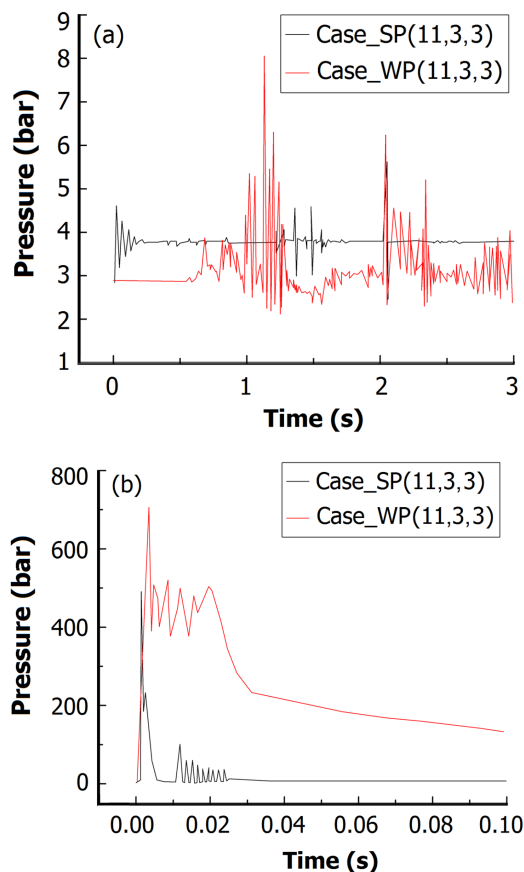 (a)
Case_SP(11,3,3)
Case_WP(11,3,3)
Pressure (bar)
9
8
7
6
5
4
3
2
1
0 1 2 3
Time (s)
(b)
Case_SP(11,3,3)
Case_WP(11,3,3)
Pressure (bar)
800
600
400
200
0
0.00 0.02 0.04 0.06 0.08 0.10
Time (s)